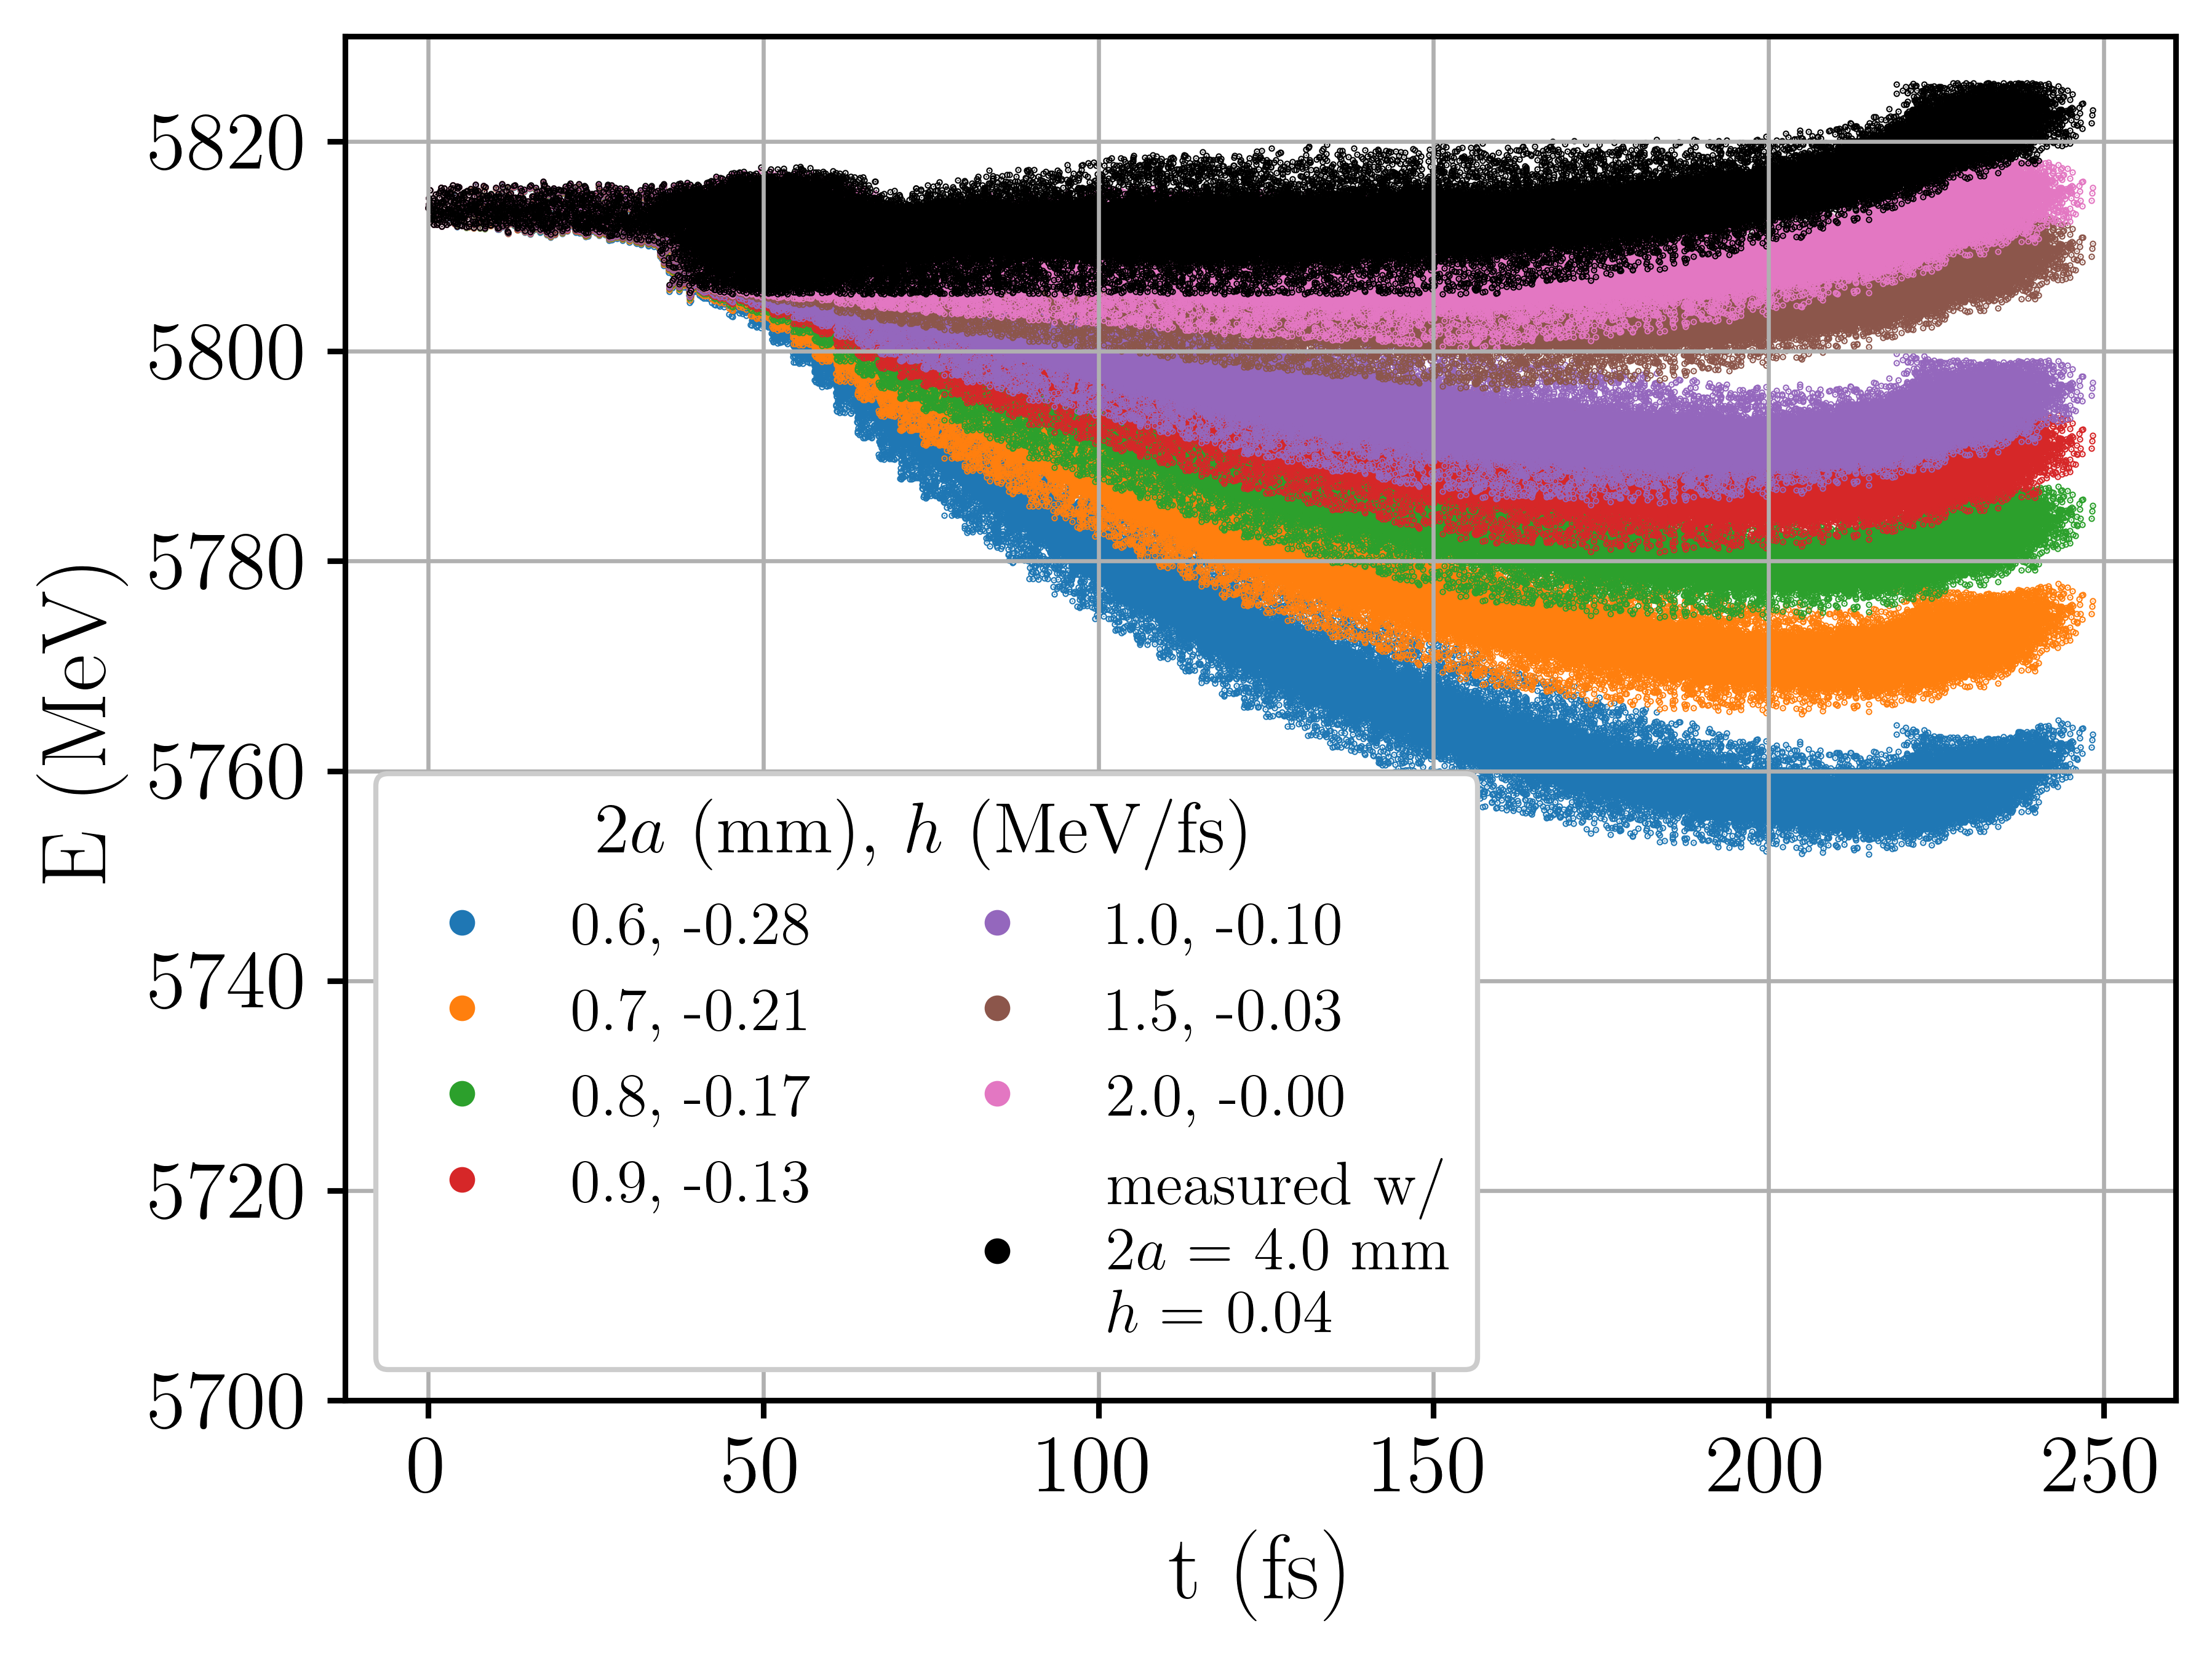 E (MeV)
5820
5800
5780
5760
5740
5720
5700
2a (mm), h (MeV/fs)
0.6, -0.28
0.7, -0.21
0.8, -0.17
0.9, -0.13
1.0, -0.10
1.5, -0.03
2.0, -0.00
measured w/
2a = 4.0 mm
h = 0.04
0 50 100 150 200 250
t (fs)